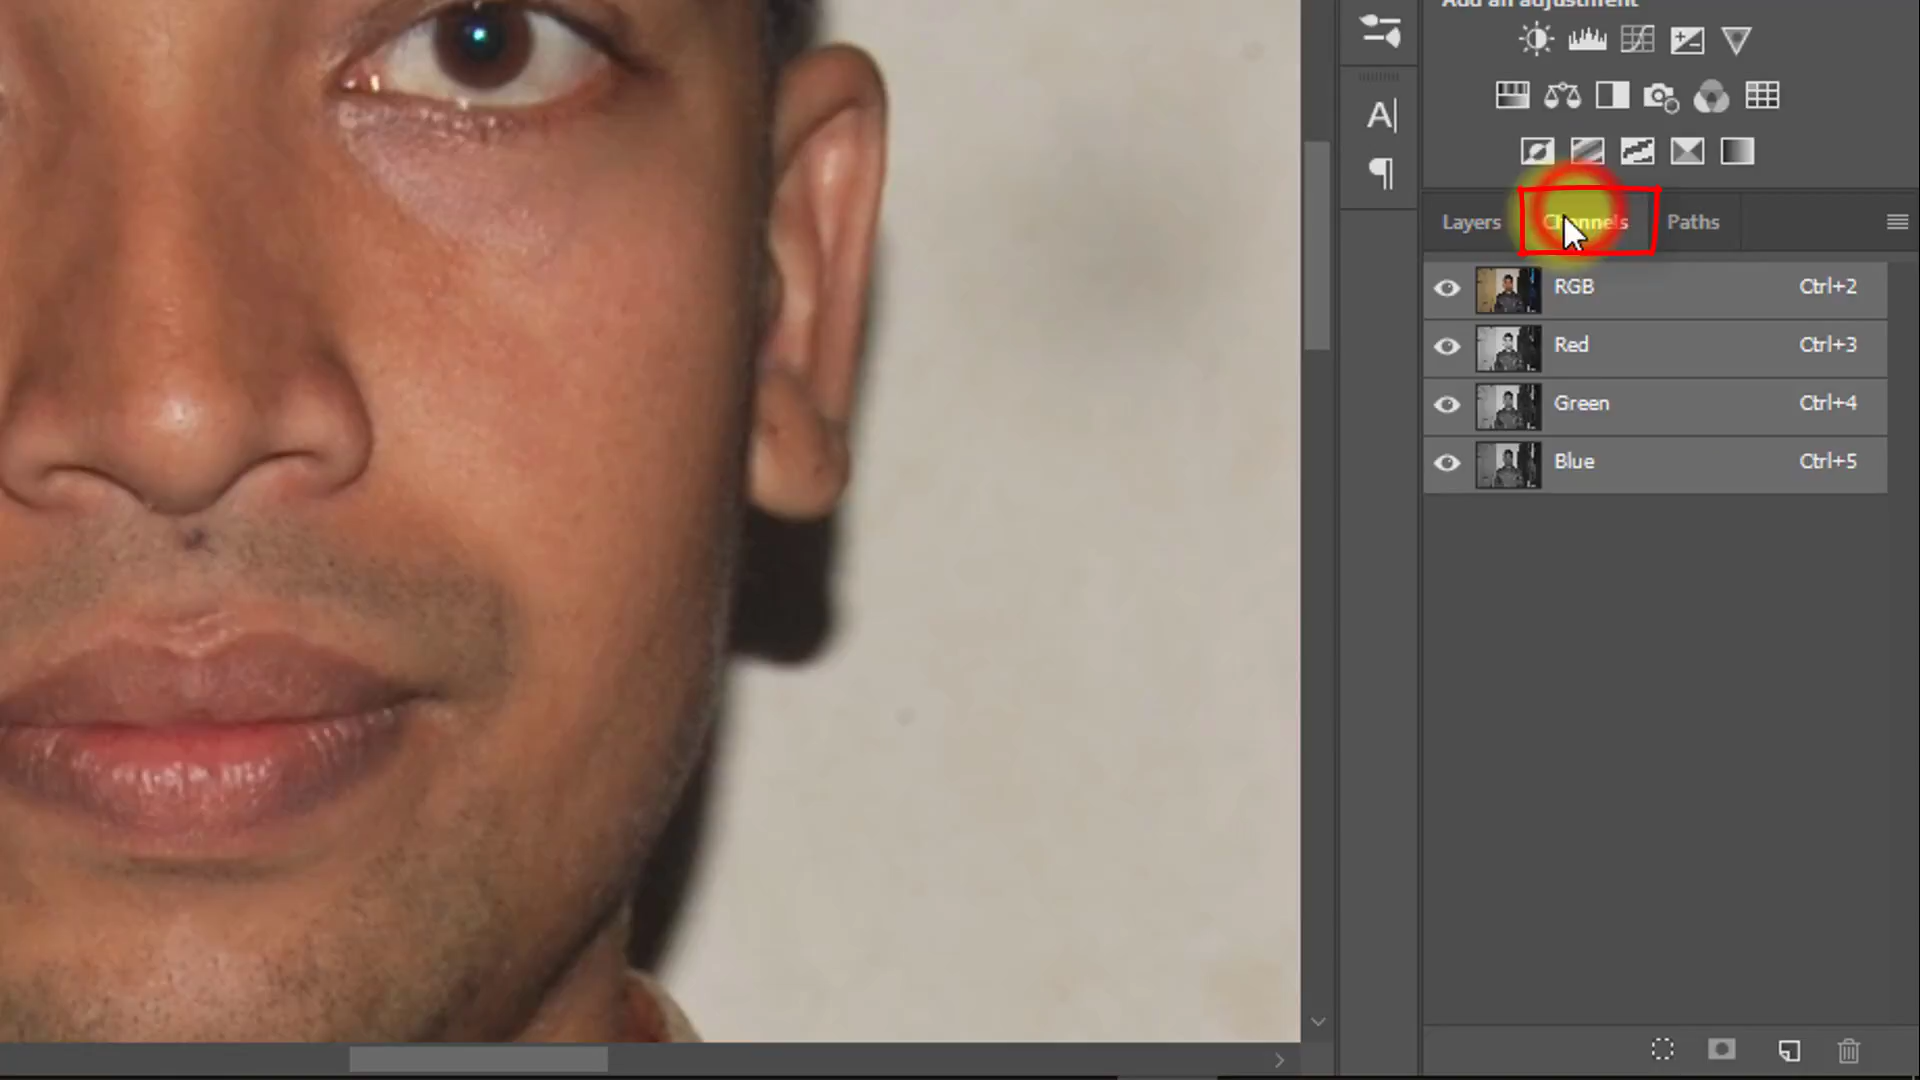 Add an adjustment
A|
¶
Layers Channels Paths
RGB Ctrl+2
Red Ctrl+3
Green Ctrl+4
Blue Ctrl+5